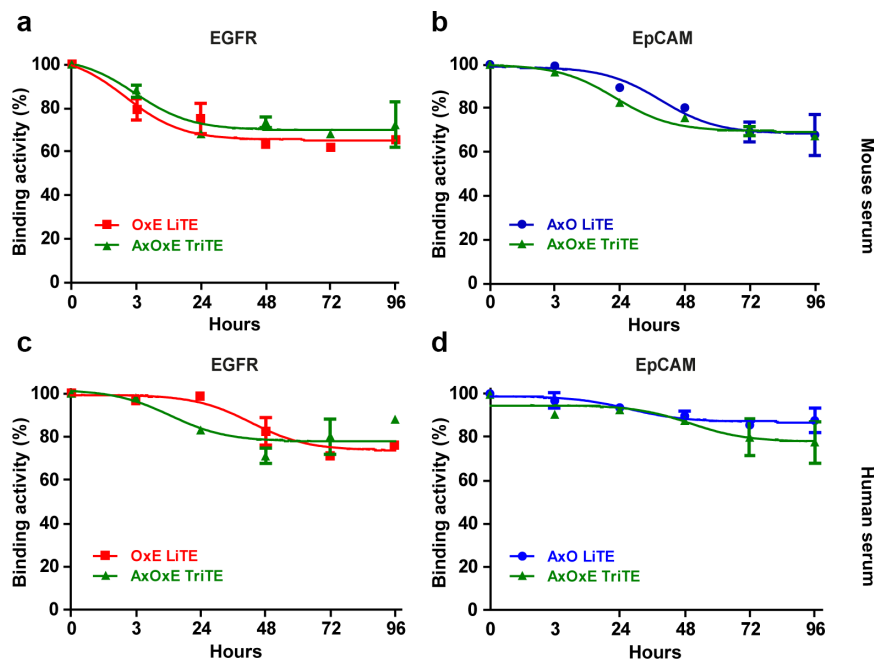 a
EGFR
Binding activity (%)
100
80
60
40
20
0
OxE LiTE
AxOxE TriTE
0 3 24 48 72 96
Hours
b
EpCAM
Binding activity (%)
100
80
60
40
20
0
AxO LiTE
AxOxE TriTE
0 3 24 48 72 96
Hours
Mouse serum
c
EGFR
Binding activity (%)
100
80
60
40
20
0
OxE LiTE
AxOxE TriTE
0 3 24 48 72 96
Hours
d
EpCAM
Binding activity (%)
100
80
60
40
20
0
AxO LiTE
AxOxE TriTE
0 3 24 48 72 96
Hours
Human serum